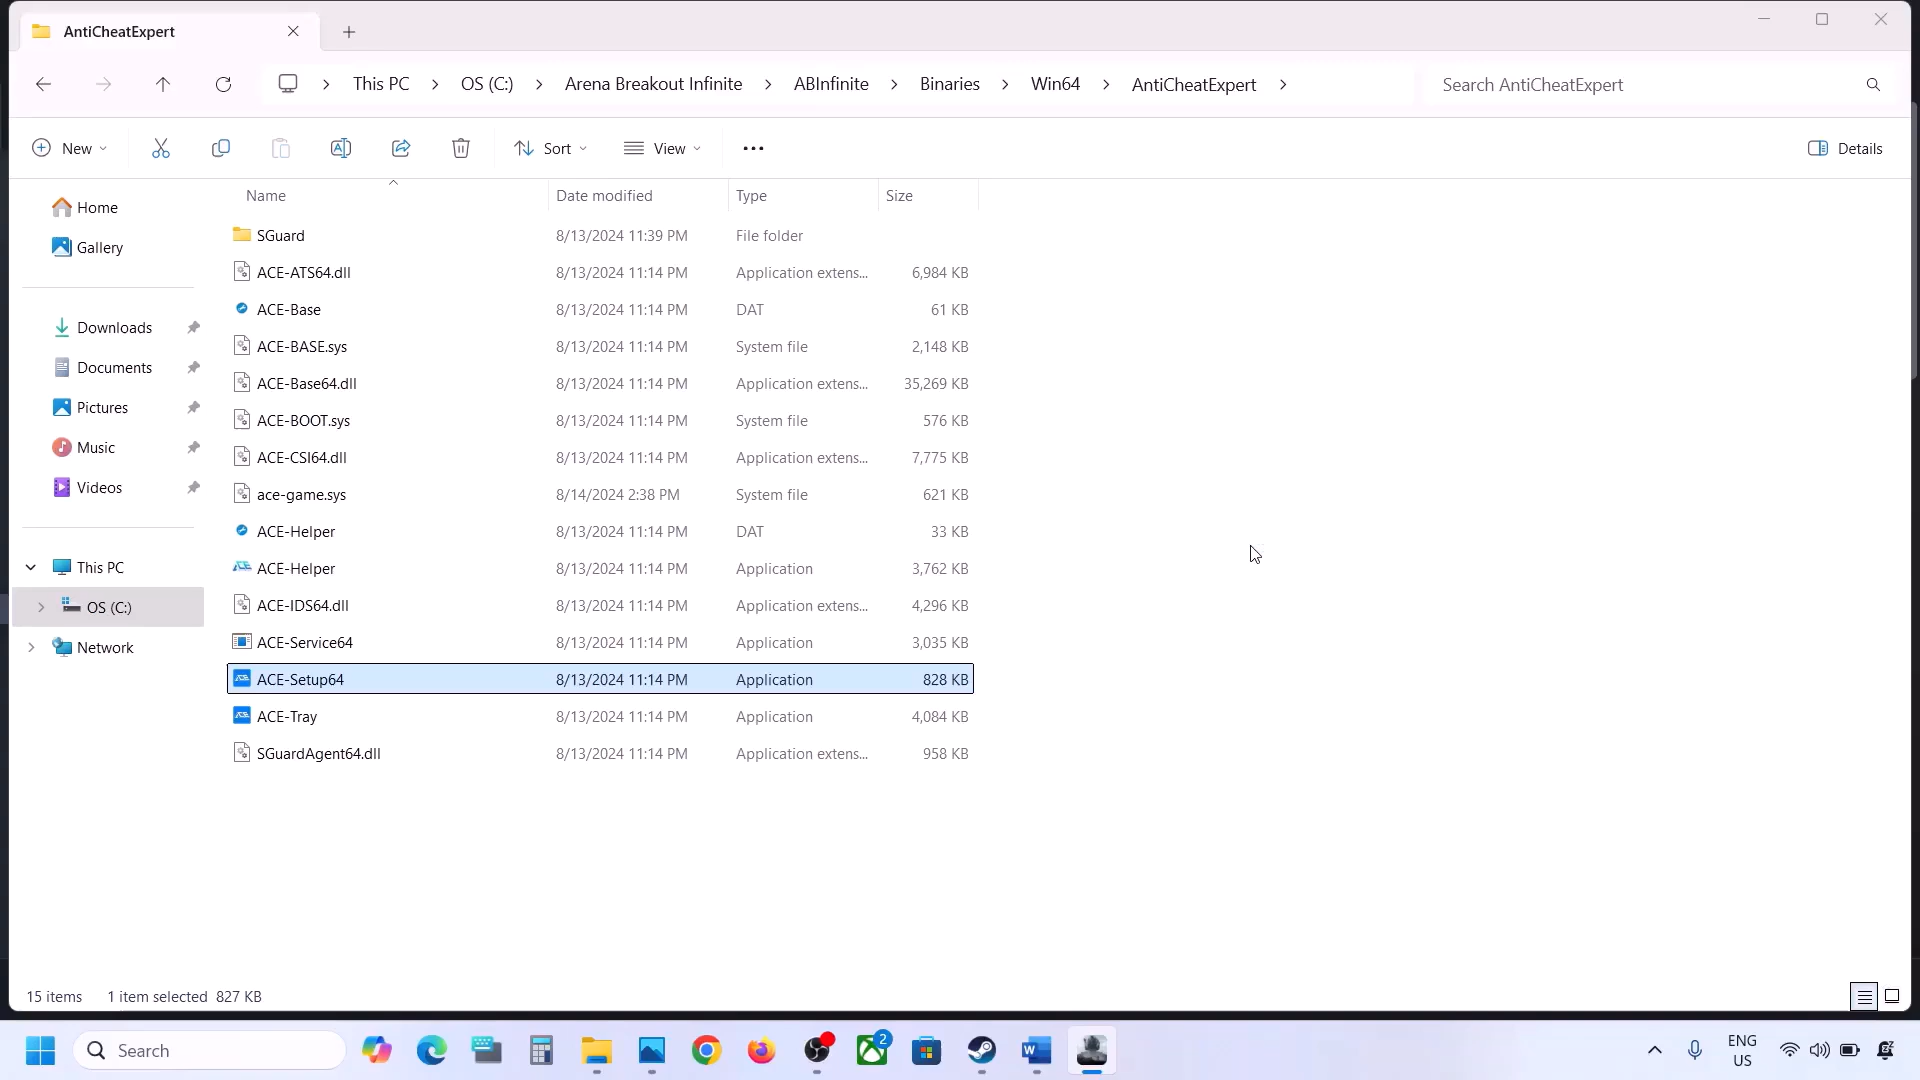 AntiCheatExpert
This PC > OS (C:) > Arena Breakout Infinite > ABInfinite > Binaries > Win64 > AntiCheatExpert >
Search AntiCheatExpert
New
Sort
View
Details
Home
Gallery
Downloads
Documents
Pictures
Music
Videos
This PC
OS (C:)
Network
Name Date modified Type Size
SGuard 8/13/2024 11:39 PM File folder
ACE-ATS64.dll 8/13/2024 11:14 PM Application extens... 6,984 KB
ACE-Base 8/13/2024 11:14 PM DAT 61 KB
ACE-BASE.sys 8/13/2024 11:14 PM System file 2,148 KB
ACE-Base64.dll 8/13/2024 11:14 PM Application extens... 35,269 KB
ACE-BOOT.sys 8/13/2024 11:14 PM System file 576 KB
ACE-CSI64.dll 8/13/2024 11:14 PM Application extens... 7,775 KB
ace-game.sys 8/14/2024 2:38 PM System file 621 KB
ACE-Helper 8/13/2024 11:14 PM DAT 33 KB
ACE-Helper 8/13/2024 11:14 PM Application 3,762 KB
ACE-IDS64.dll 8/13/2024 11:14 PM Application extens... 4,296 KB
ACE-Service64 8/13/2024 11:14 PM Application 3,035 KB
ACE-Setup64 8/13/2024 11:14 PM Application 828 KB
ACE-Tray 8/13/2024 11:14 PM Application 4,084 KB
SGuardAgent64.dll 8/13/2024 11:14 PM Application extens... 958 KB
15 items 1 item selected 827 KB
Search
2
ENG
US